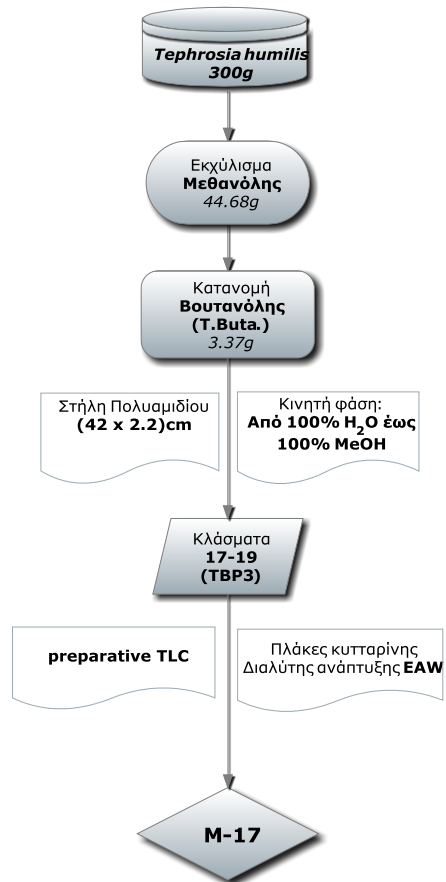 Tephrosia humilis
300g
Εκχύλισμα
Μεθανόλης
44.68g
Κατανομή
Βουτανόλης
(T.Buta.)
3.37g
Στήλη Πολυαμιδίου
(42 x 2.2)cm
Κινητή φάση:
Από 100% H₂O έως
100% MeOH
Κλάσματα
17-19
(TBP3)
preparative TLC
Πλάκες κυτταρίνης
Διαλύτης ανάπτυξης EAW
M-17